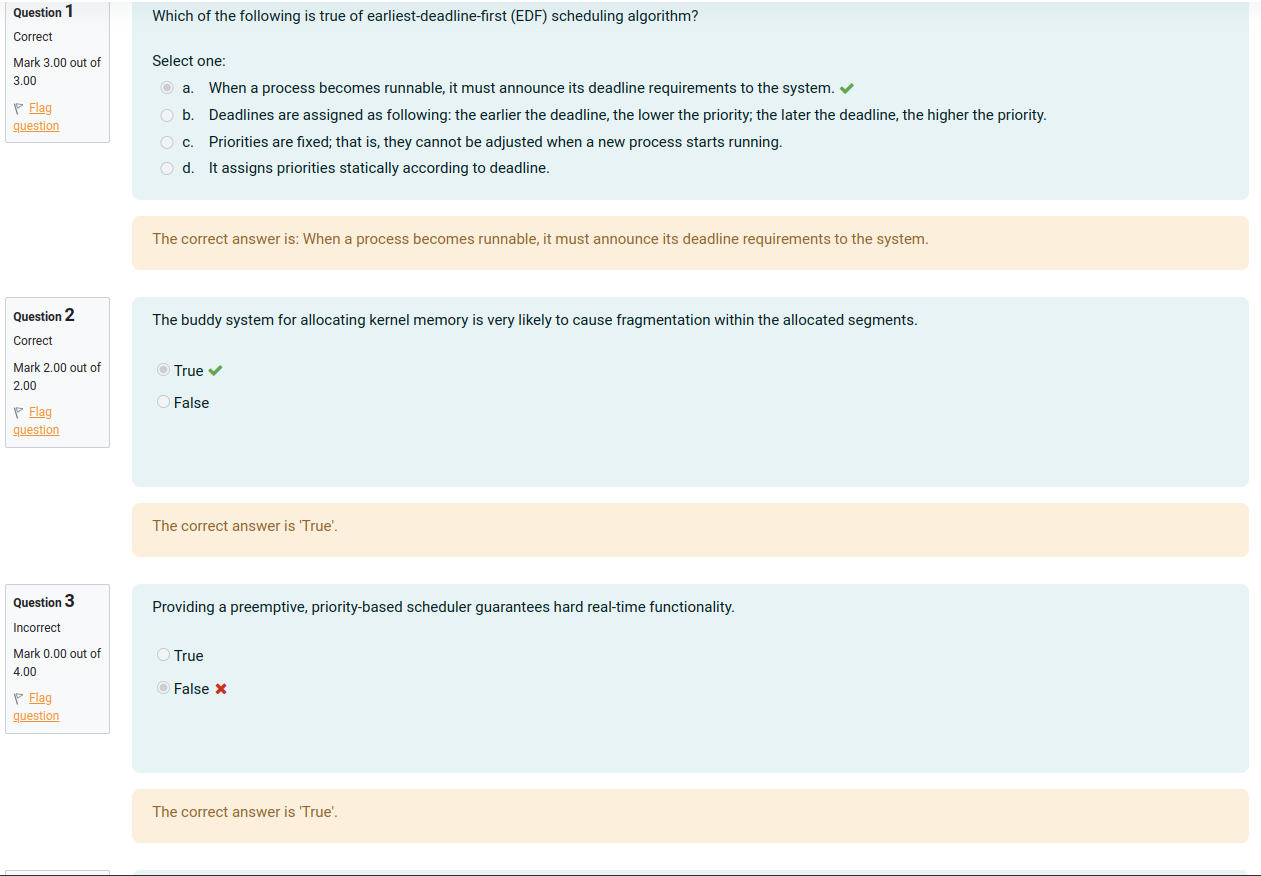 Question 1
Correct
Mark 3.00 out of
3.00
Flag
question
Which of the following is true of earliest-deadline-first (EDF) scheduling algorithm?
Select one:
a. When a process becomes runnable, it must announce its deadline requirements to the system.
b. Deadlines are assigned as following: the earlier the deadline, the lower the priority; the later the deadline, the higher the priority.
c. Priorities are fixed; that is, they cannot be adjusted when a new process starts running.
d. It assigns priorities statically according to deadline.
The correct answer is: When a process becomes runnable, it must announce its deadline requirements to the system.
Question 2
Correct
Mark 2.00 out of
2.00
Flag
question
The buddy system for allocating kernel memory is very likely to cause fragmentation within the allocated segments.
True
False
The correct answer is 'True'.
Question 3
Incorrect
Mark 0.00 out of
4.00
Flag
question
Providing a preemptive, priority-based scheduler guarantees hard real-time functionality.
True
False
The correct answer is 'True'.